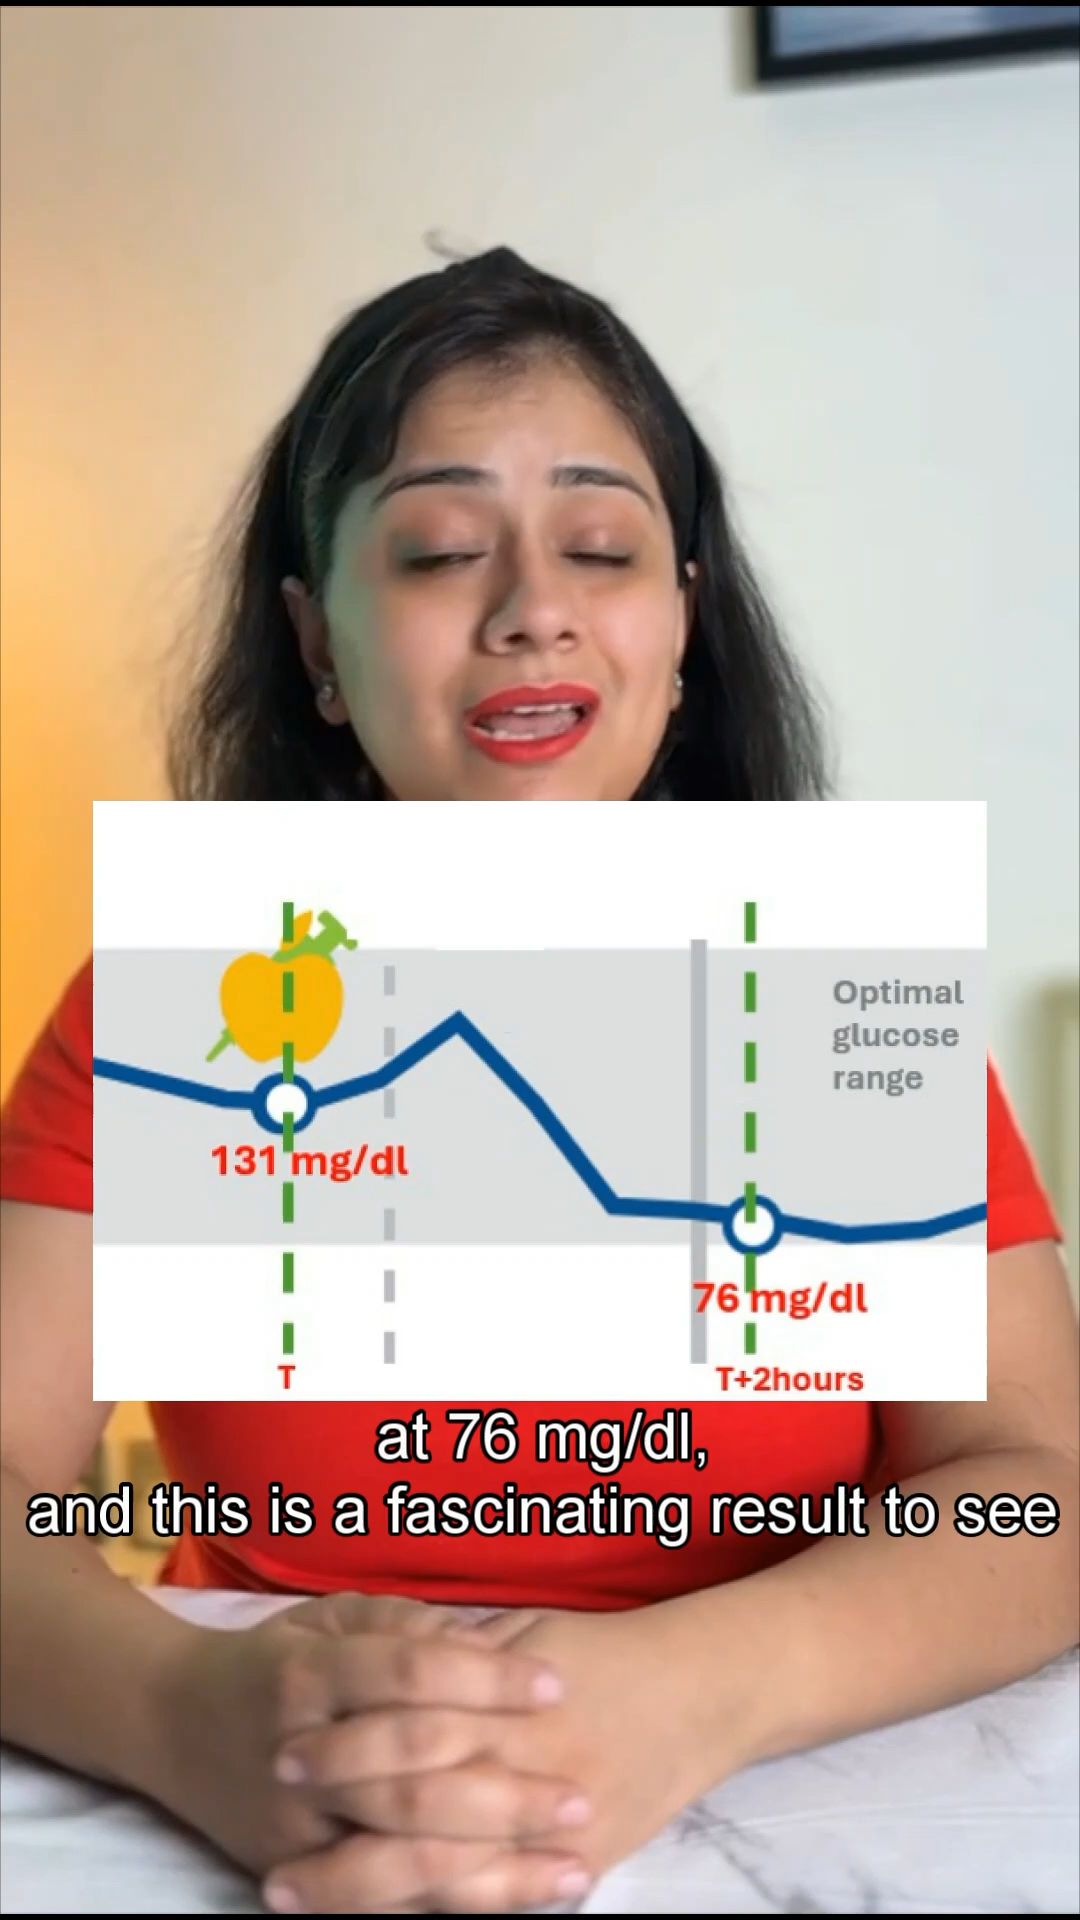 Optimal
glucose
range
131 mg/dl
76 mg/dl
T
T+2hours
at 76 mg/dl,
and this is a fascinating result to see